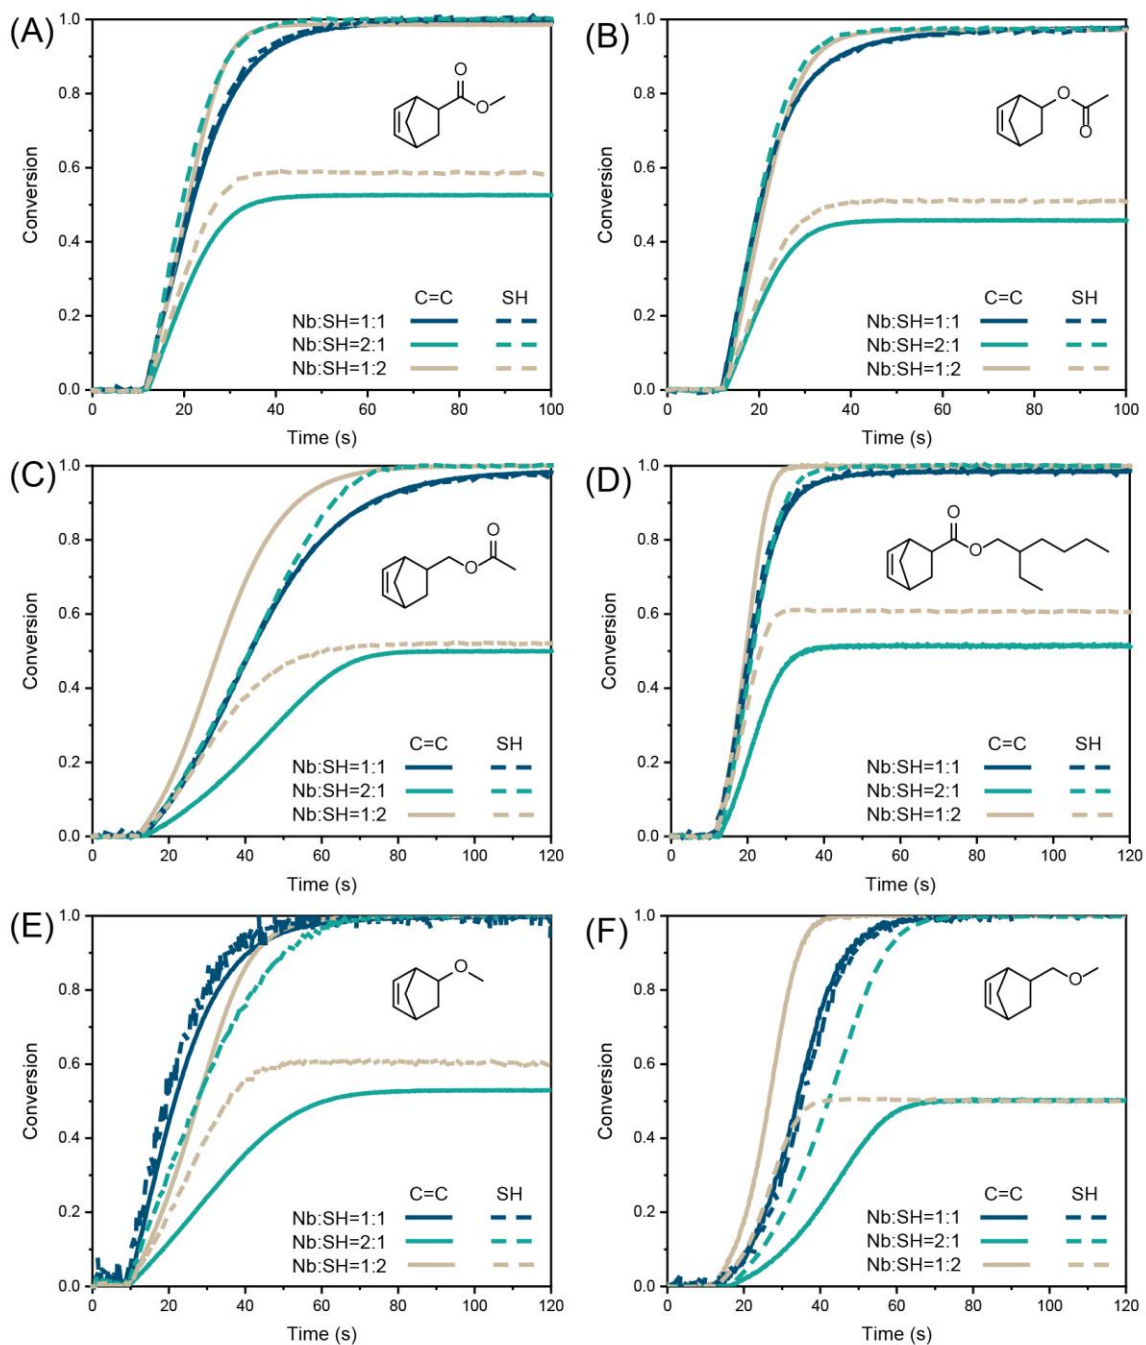 (A)
1.0
0.8
0.6
0.4
0.2
0.0
Conversion
O
O
C=C SH
Nb:SH=1:1
Nb:SH=2:1
Nb:SH=1:2
0 20 40 60 80 100
Time (s)
(B)
1.0
0.8
0.6
0.4
0.2
0.0
Conversion
O
O
C=C SH
Nb:SH=1:1
Nb:SH=2:1
Nb:SH=1:2
0 20 40 60 80 100
Time (s)
(C)
1.0
0.8
0.6
0.4
0.2
0.0
Conversion
O
O
C=C SH
Nb:SH=1:1
Nb:SH=2:1
Nb:SH=1:2
0 20 40 60 80 100 120
Time (s)
(D)
1.0
0.8
0.6
0.4
0.2
0.0
Conversion
O
O
C=C SH
Nb:SH=1:1
Nb:SH=2:1
Nb:SH=1:2
0 20 40 60 80 100 120
Time (s)
(E)
1.0
0.8
0.6
0.4
0.2
0.0
Conversion
O
C=C SH
Nb:SH=1:1
Nb:SH=2:1
Nb:SH=1:2
0 20 40 60 80 100 120
Time (s)
(F)
1.0
0.8
0.6
0.4
0.2
0.0
Conversion
O
C=C SH
Nb:SH=1:1
Nb:SH=2:1
Nb:SH=1:2
0 20 40 60 80 100 120
Time (s)